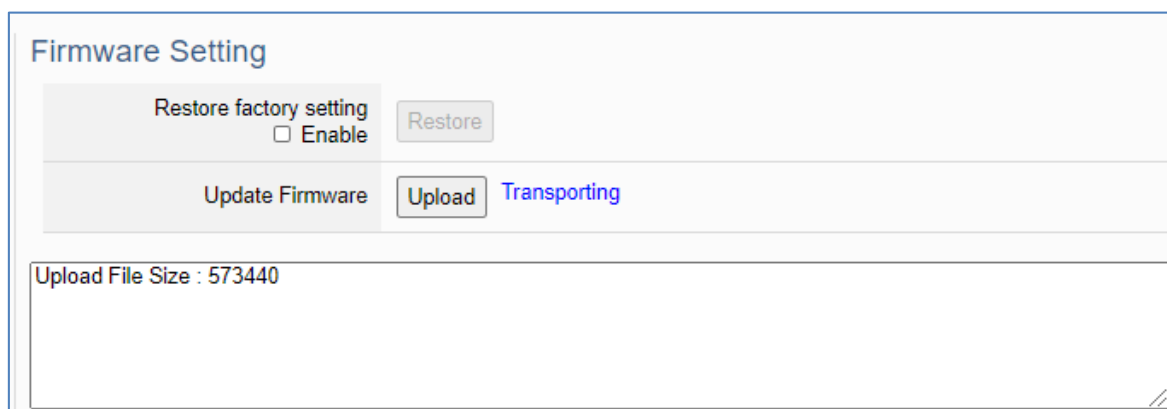 Firmware Setting
Restore factory setting
Enable
Restore
Update Firmware
Upload
Transporting
Upload File Size : 573440